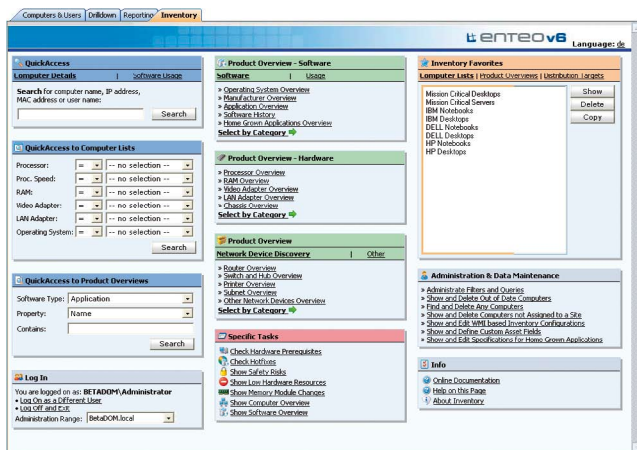 Computers & Users
Drilldown
Reporting
Inventory
enteo v6
Language: de
QuickAccess
Computer Details | Software Usage
Search for computer name, IP address,
MAC address or user name:
Search
QuickAccess to Computer Lists
Processor: = -- no selection --
Proc. Speed: = -- no selection --
RAM: = -- no selection --
Video Adapter: = -- no selection --
LAN Adapter: = -- no selection --
Operating System: = -- no selection --
Search
QuickAccess to Product Overviews
Software Type: Application
Property: Name
Contains:
Search
Log In
You are logged on as: BETADOM\Administrator
• Log On as a Different User
• Log Off and Exit
Administration Range: BetaDOM.local
Product Overview - Software
Software | Usage
» Operating System Overview
» Manufacturer Overview
» Application Overview
» Software History
» Home Grown Applications Overview
Select by Category
Product Overview - Hardware
» Processor Overview
» RAM Overview
» Video Adapter Overview
» LAN Adapter Overview
» Chassis Overview
Select by Category
Product Overview
Network Device Discovery | Other
» Router Overview
» Switch and Hub Overview
» Printer Overview
» Subnet Overview
» Other Network Devices Overview
Select by Category
Specific Tasks
Check Hardware Prerequisites
Check Hotfixes
Show Safety Risks
Show Low Hardware Resources
Show Memory Module Changes
Show Computer Overview
Show Software Overview
Inventory Favorites
Computer Lists | Product Overviews | Distribution Targets
Mission Critical Desktops
Mission Critical Servers
IBM Notebooks
IBM Desktops
DELL Notebooks
DELL Desktops
HP Notebooks
HP Desktops
Show
Delete
Copy
Administration & Data Maintenance
» Administrate Filters and Queries
» Show and Delete Out of Date Computers
» Find and Delete Any Computers
» Show and Delete Computers not Assigned to a Site
» Show and Edit WMI based Inventory Configurations
» Show and Define Custom Asset Fields
» Show and Edit Specifications for Home Grown Applications
Info
Online Documentation
Help on this Page
About Inventory